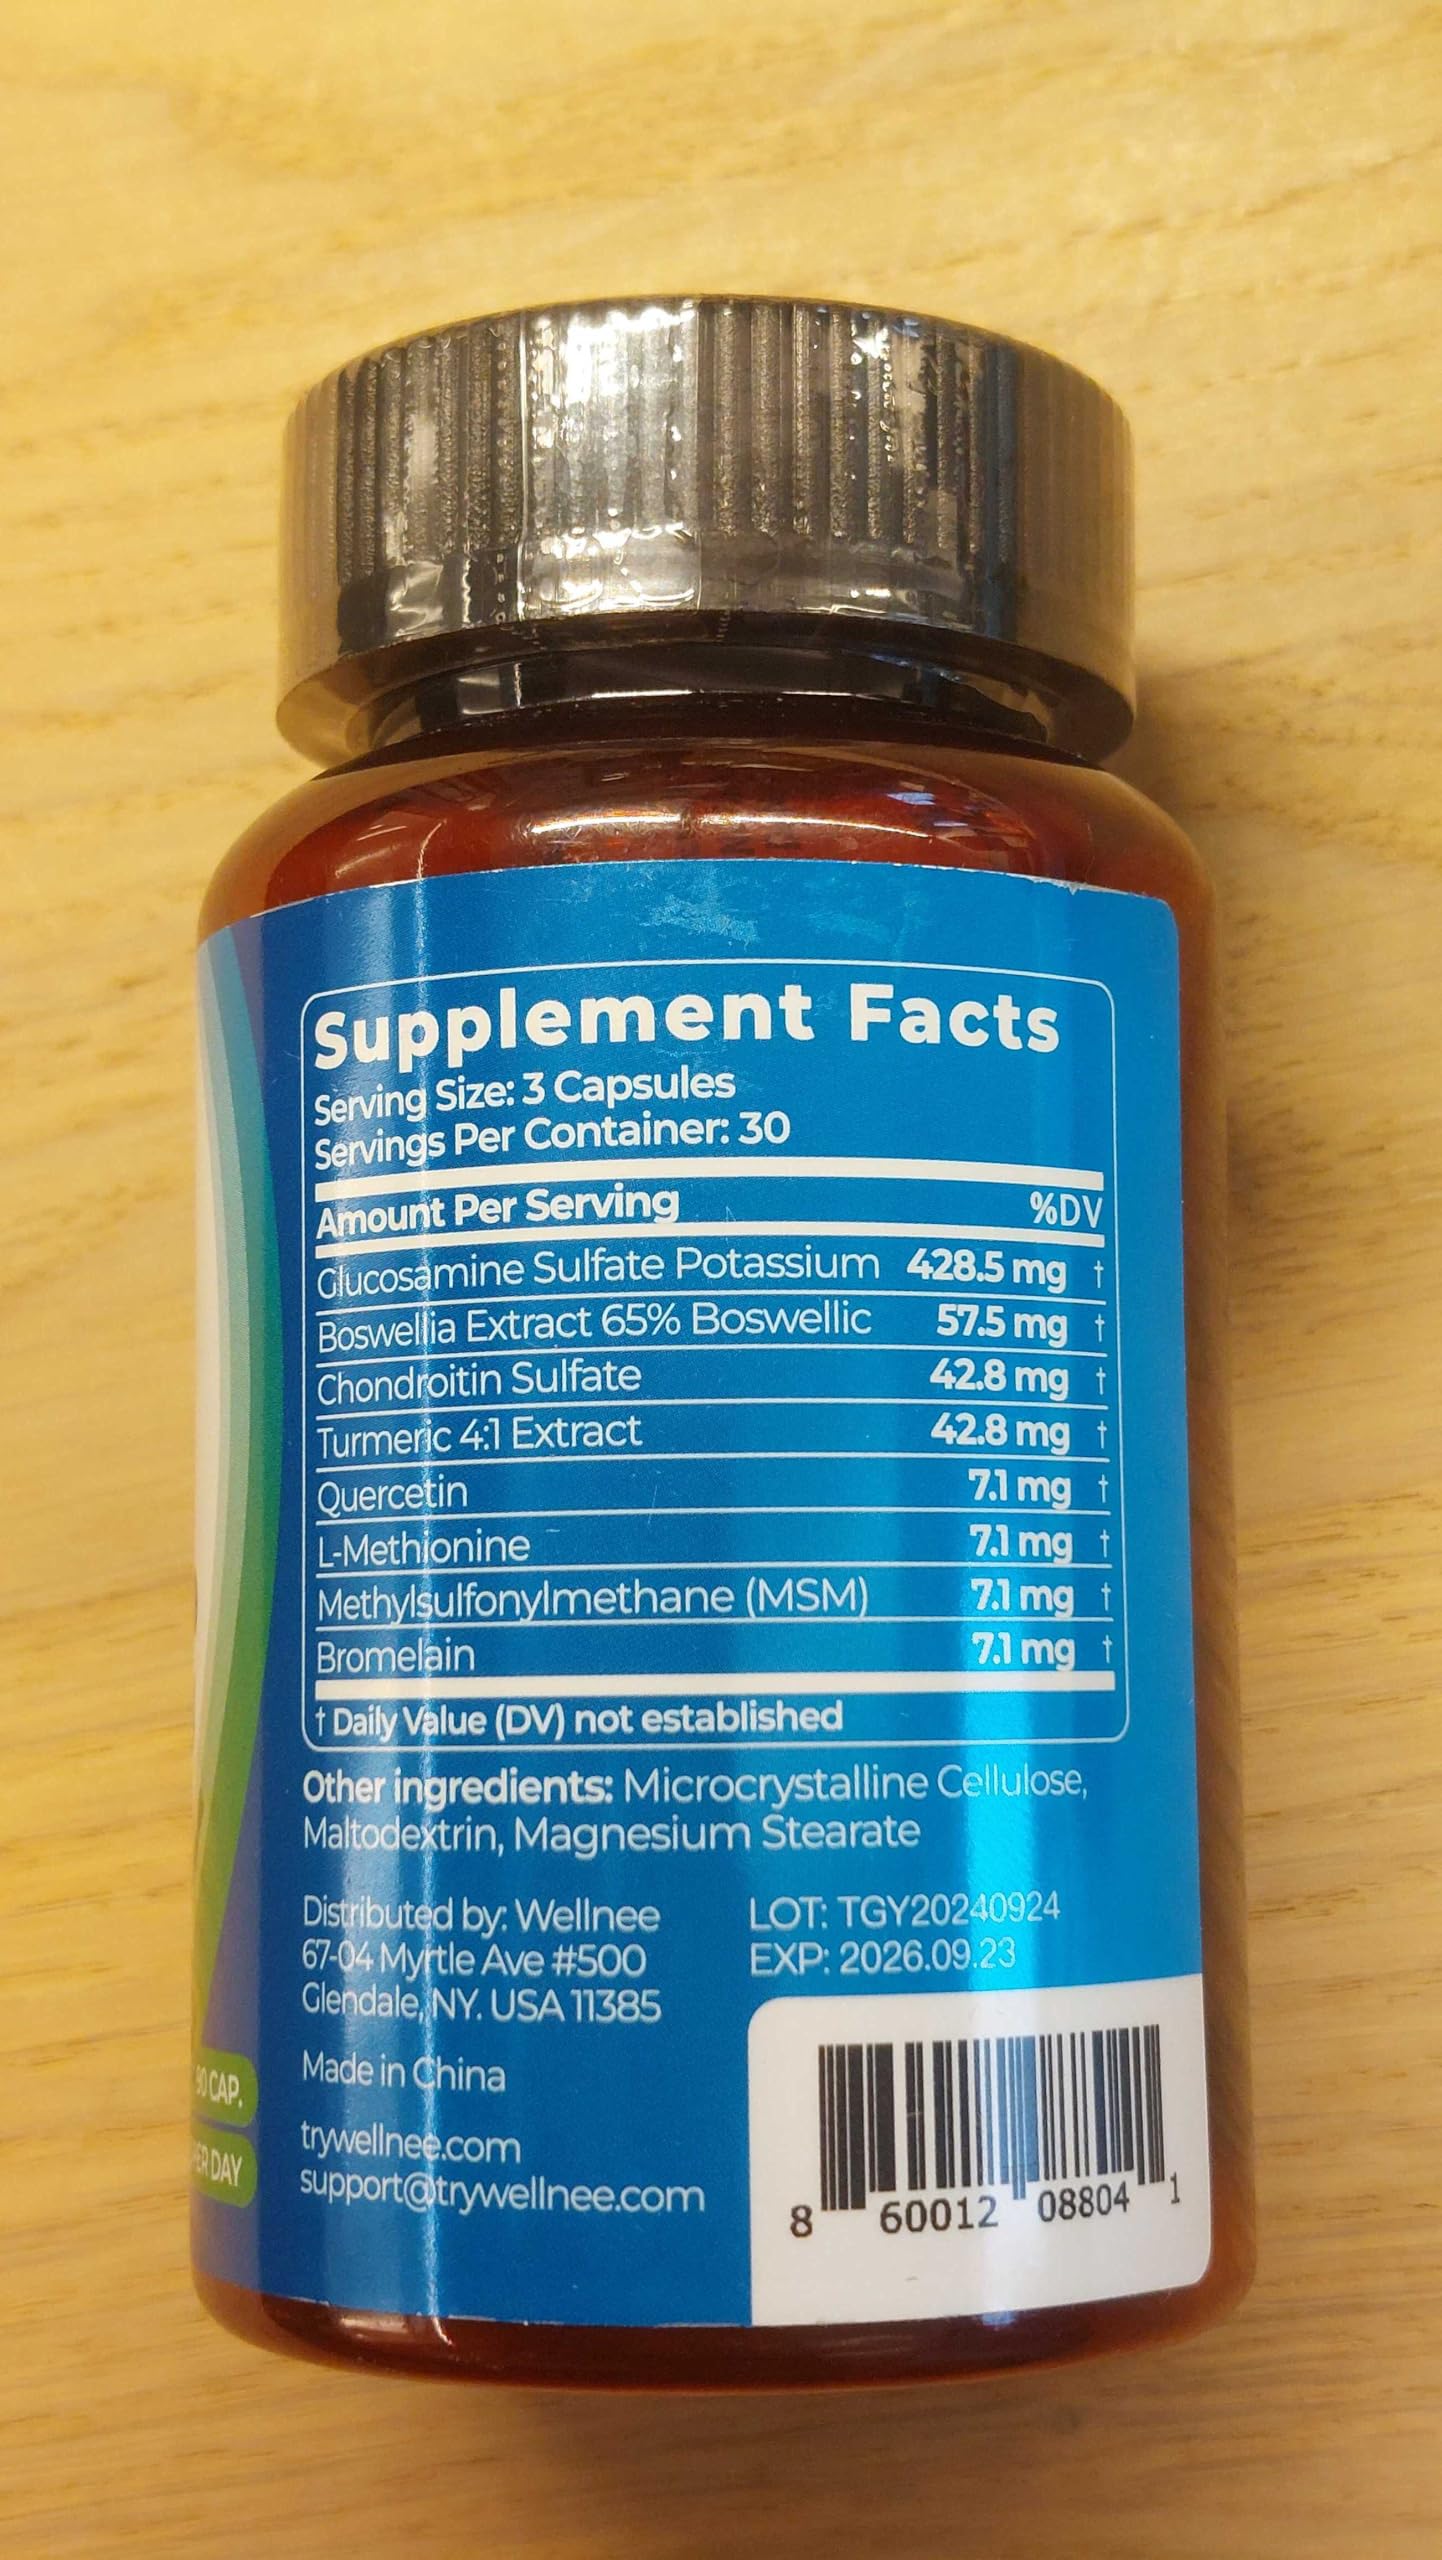 Supplement Facts
Serving Size: 3 Capsules
Servings Per Container: 30
Amount Per Serving %DV
Glucosamine Sulfate Potassium 428.5 mg †
Boswellia Extract 65% Boswellic 57.5 mg †
Chondroitin Sulfate 42.8 mg †
Turmeric 4:1 Extract 42.8 mg †
Quercetin 7.1 mg †
L-Methionine 7.1 mg †
Methylsulfonylmethane (MSM) 7.1 mg †
Bromelain 7.1 mg †
† Daily Value (DV) not established
Other ingredients: Microcrystalline Cellulose,
Maltodextrin, Magnesium Stearate
Distributed by: Wellnee
67-04 Myrtle Ave #500
Glendale, NY. USA 11385
Made in China
trywellnee.com
support@trywellnee.com
LOT: TGY20240924
EXP: 2026.09.23
8 60012 08804 1
90 CAP.
DAY